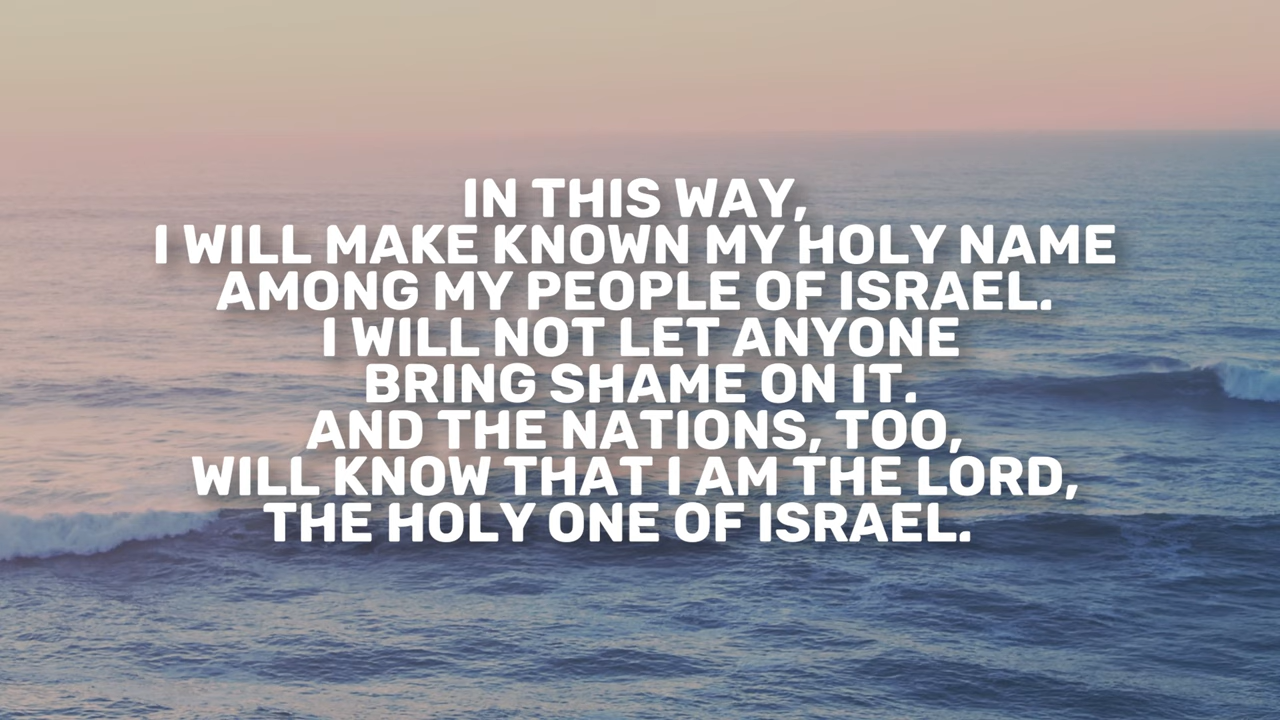 IN THIS WAY,
I WILL MAKE KNOWN MY HOLY NAME
AMONG MY PEOPLE OF ISRAEL.
I WILL NOT LET ANYONE
BRING SHAME ON IT.
AND THE NATIONS, TOO,
WILL KNOW THAT I AM THE LORD,
THE HOLY ONE OF ISRAEL.